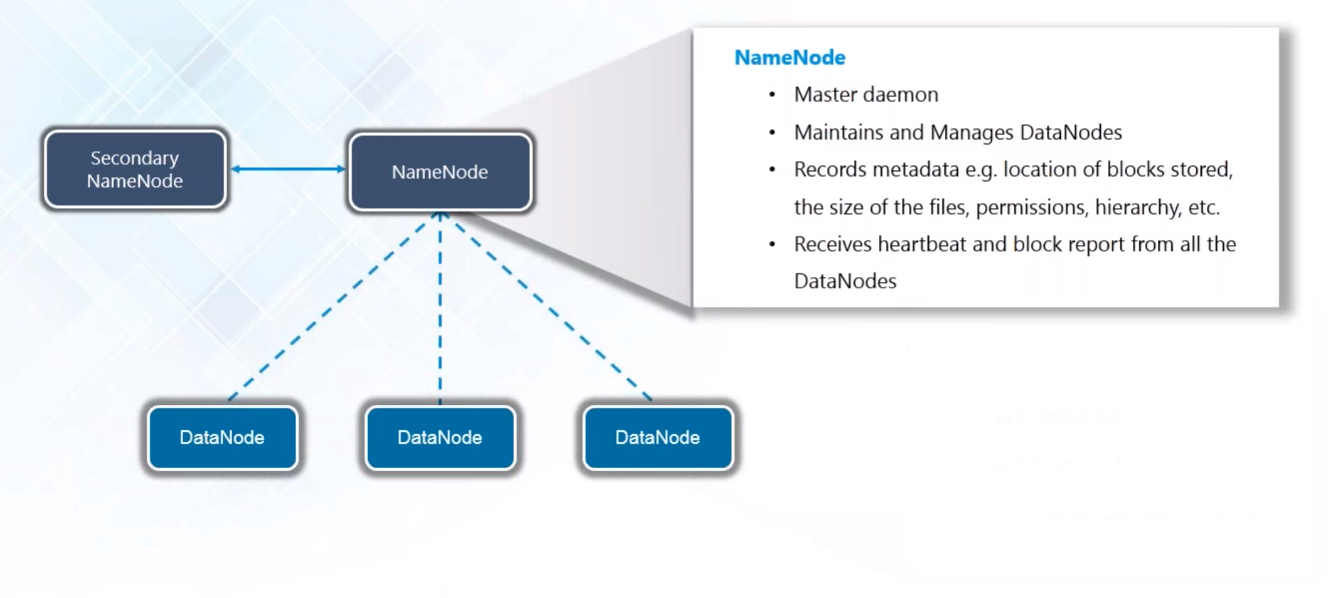 NameNode
• Master daemon
• Maintains and Manages DataNodes
• Records metadata e.g. location of blocks stored,
the size of the files, permissions, hierarchy, etc.
• Receives heartbeat and block report from all the
DataNodes
Secondary
NameNode
NameNode
DataNode
DataNode
DataNode